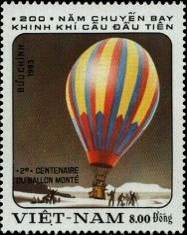 •200• NĂM CHUYẾN BAY
KHINH KHÍ CẦU ĐẦU TIÊN
BƯU CHÍNH
1983
•2e• CENTENAIRE
DU BALLON MONTÉ
VIỆT-NAM 8.00 Đồng